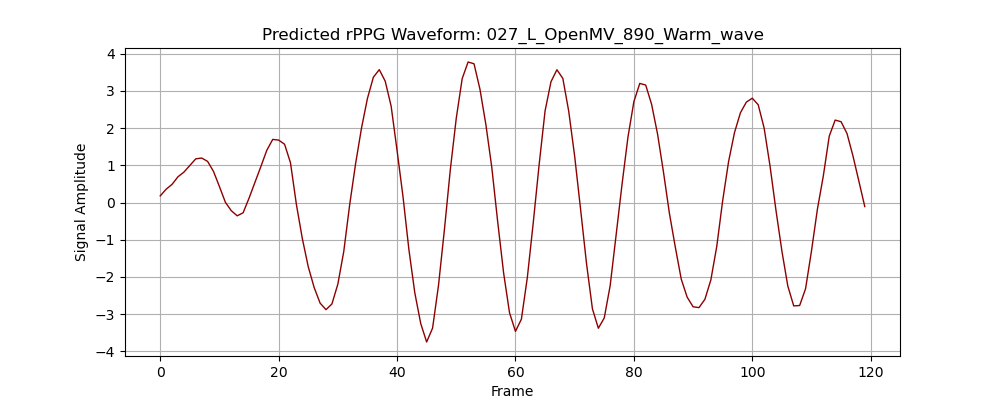 Predicted rPPG Waveform: 027_L_OpenMV_890_Warm_wave
Signal Amplitude
4
3
2
1
0
−1
−2
−3
−4
0 20 40 60 80 100 120
Frame